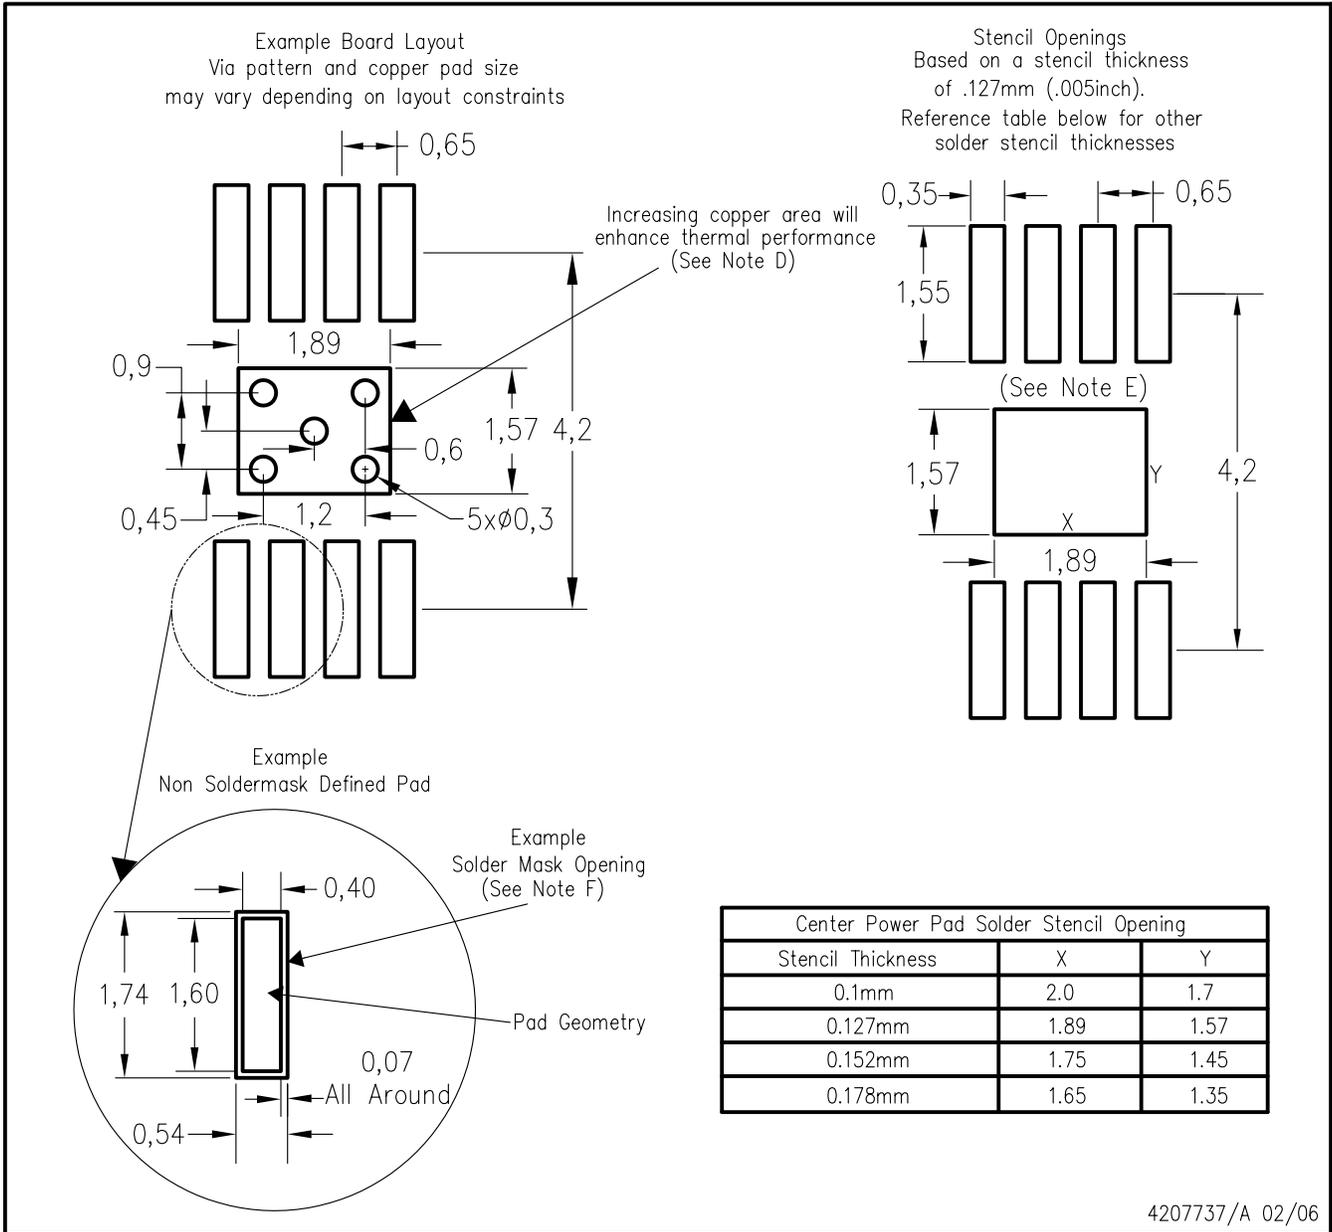 Example Board Layout
Via pattern and copper pad size
may vary depending on layout constraints
0,65
Increasing copper area will
enhance thermal performance
(See Note D)
1,89
0,9
1,57
4,2
0,6
0,45
1,2
5xø0,3
Stencil Openings
Based on a stencil thickness
of .127mm (.005inch).
Reference table below for other
solder stencil thicknesses
0,35
0,65
1,55
(See Note E)
1,57
Y
4,2
X
1,89
Example
Non Soldermask Defined Pad
Example
Solder Mask Opening
(See Note F)
0,40
1,74
1,60
Pad Geometry
0,07
All Around
0,54
Center Power Pad Solder Stencil Opening
Stencil Thickness X Y
0.1mm 2.0 1.7
0.127mm 1.89 1.57
0.152mm 1.75 1.45
0.178mm 1.65 1.35
4207737/A 02/06